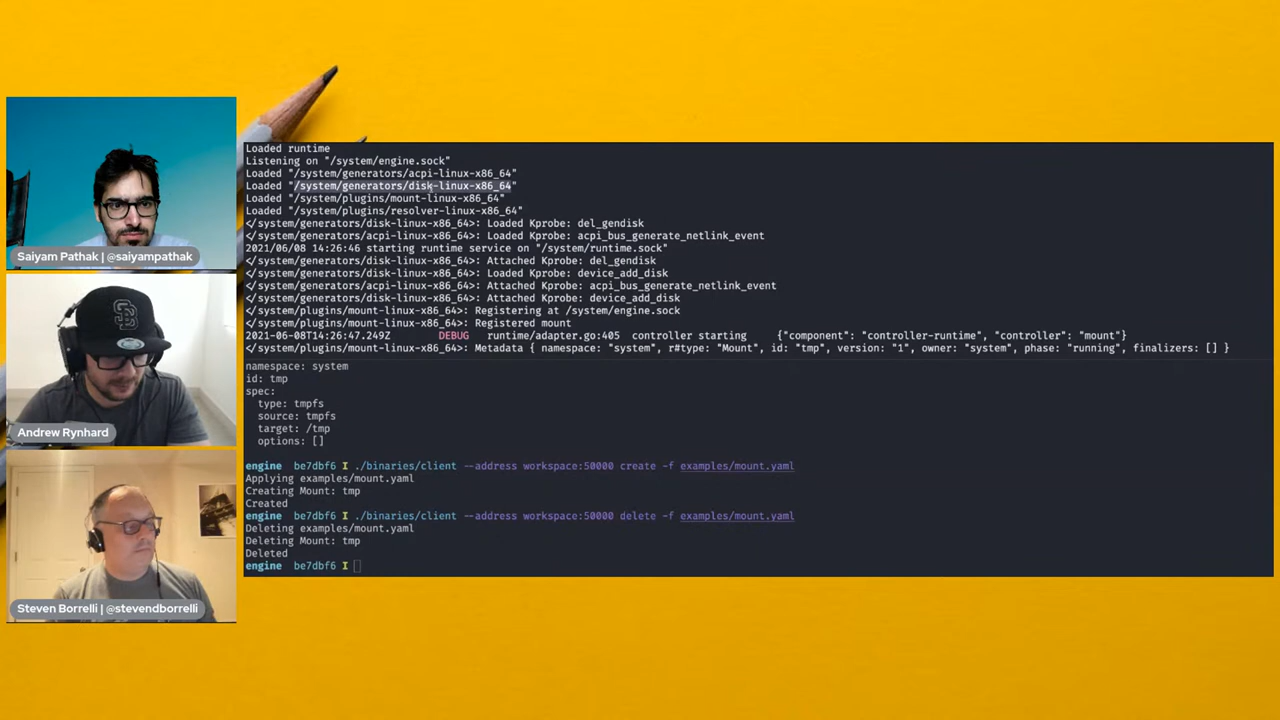 Saiyam Pathak | @saiyampathak
Andrew Rynhard
Steven Borrelli | @stevendborrelli
Loaded runtime
Listening on "/system/engine.sock"
Loaded "/system/generators/acpi-linux-x86_64"
Loaded "/system/generators/disk-linux-x86_64"
Loaded "/system/plugins/mount-linux-x86_64"
Loaded "/system/plugins/resolver-linux-x86_64"
</system/generators/disk-linux-x86_64>: Loaded Kprobe: del_gendisk
</system/generators/acpi-linux-x86_64>: Loaded Kprobe: acpi_bus_generate_netlink_event
2021/06/08 14:26:46 starting runtime service on "/system/runtime.sock"
</system/generators/disk-linux-x86_64>: Attached Kprobe: del_gendisk
</system/generators/disk-linux-x86_64>: Loaded Kprobe: device_add_disk
</system/generators/acpi-linux-x86_64>: Attached Kprobe: acpi_bus_generate_netlink_event
</system/generators/disk-linux-x86_64>: Attached Kprobe: device_add_disk
</system/plugins/mount-linux-x86_64>: Registering at /system/engine.sock
</system/plugins/mount-linux-x86_64>: Registered mount
2021-06-08T14:26:47.249Z DEBUG runtime/adapter.go:405 controller starting {"component": "controller-runtime", "controller": "mount"}
</system/plugins/mount-linux-x86_64>: Metadata { namespace: "system", r#type: "Mount", id: "tmp", version: "1", owner: "system", phase: "running", finalizers: [] }
namespace: system
id: tmp
spec:
type: tmpfs
source: tmpfs
target: /tmp
options: []
engine be7dbf6 I ./binaries/client --address workspace:50000 create -f examples/mount.yaml
Applying examples/mount.yaml
Creating Mount: tmp
Created
engine be7dbf6 I ./binaries/client --address workspace:50000 delete -f examples/mount.yaml
Deleting examples/mount.yaml
Deleting Mount: tmp
Deleted
engine be7dbf6 I